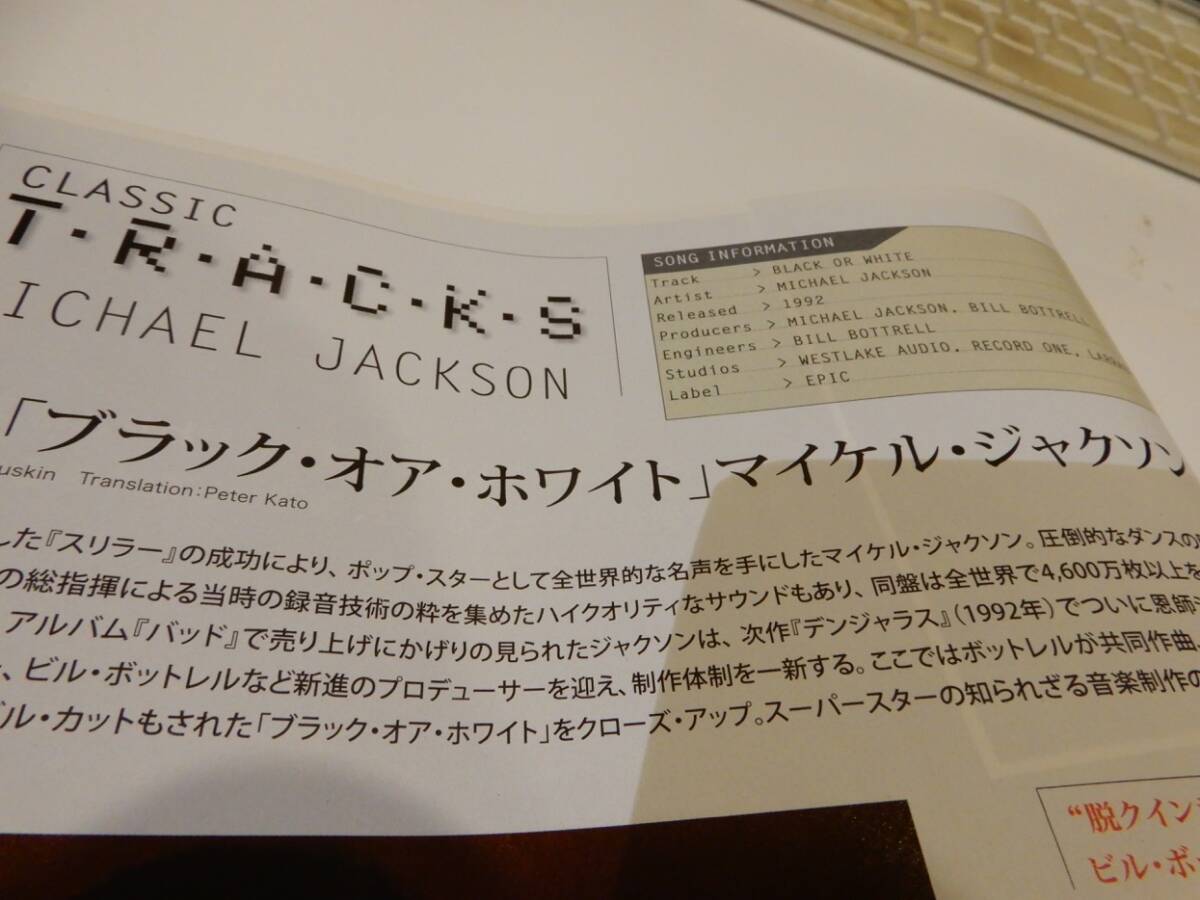 CLASSIC
T・R・A・C・K・S
ICHAEL JACKSON
SONG INFORMATION
Track > BLACK OR WHITE
Artist > MICHAEL JACKSON
Released > 1992
Producers > MICHAEL JACKSON, BILL BOTTRELL
Engineers > BILL BOTTRELL
Studios > WESTLAKE AUDIO, RECORD ONE,
Label > EPIC
「ブラック・オア・ホワイト」マイケル・ジャクソン
uskin Translation:Peter Kato
した『スリラー』の成功により、ポップ・スターとして全世界的な名声を手にしたマイケル・ジャクソン。圧倒的なダンスの
の総指揮による当時の録音技術の粋を集めたハイクオリティなサウンドもあり、同盤は全世界で4,600万枚以上を
アルバム『バッド』で売り上げにかげりの見られたジャクソンは、次作『デンジャラス』(1992年)でついに恩師
、ビル・ボットレルなど新進のプロデューサーを迎え、制作体制を一新する。ここではボットレルが共同作曲、
ル・カットもされた「ブラック・オア・ホワイト」をクローズ・アップ。スーパースターの知られざる音楽制作の
“脱クイン
ビル・ボ